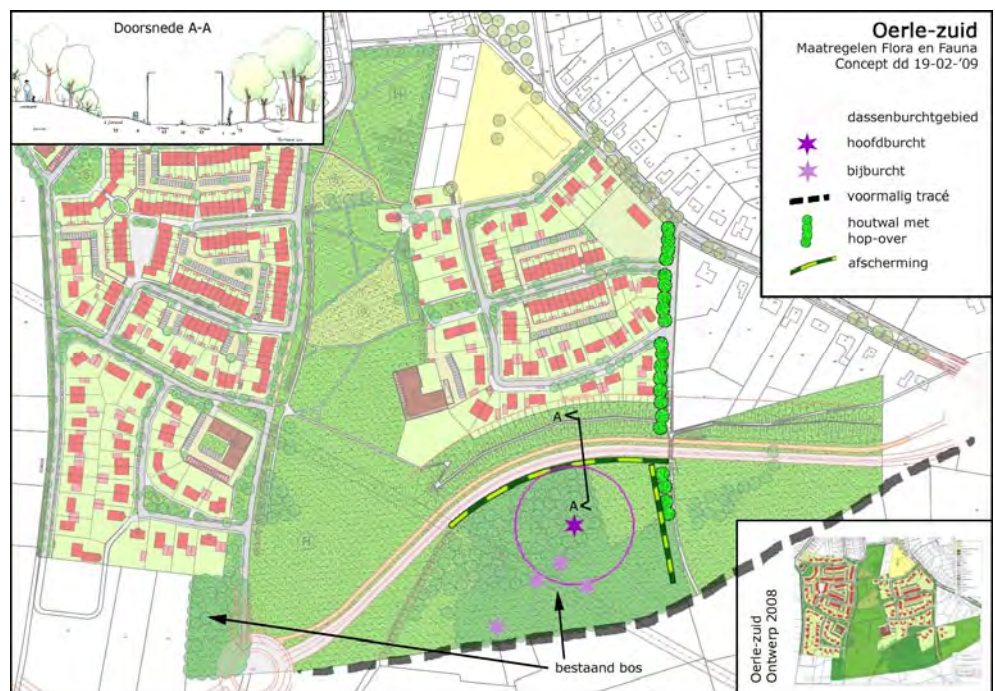 Doorsnede A-A
Oerle-zuid
Maatregelen Flora en Fauna
Concept dd 19-02-'09
dassenburchtgebied
hoofdburcht
bijburcht
voormalig tracé
houtwal met
hop-over
afscherming
A
A
bestaand bos
Oerle-zuid
Ontwerp 2008